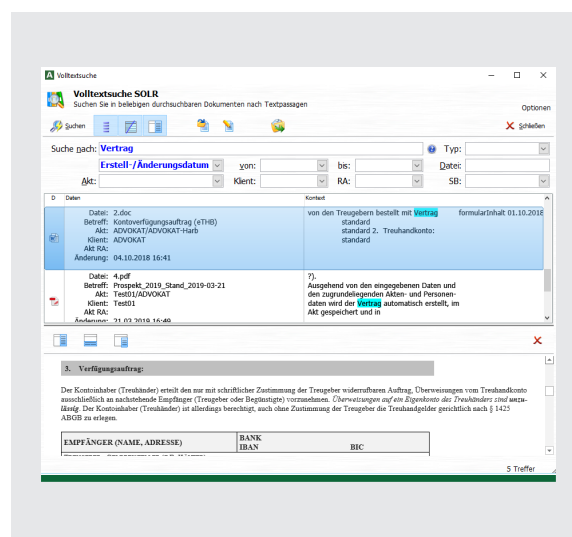 A Volltextsuche
Volltextsuche SOLR
Suchen Sie in beliebigen durchsuchbaren Dokumenten nach Textpassagen
Optionen
Suchen
Schließen
Suche nach: Vertrag Typ:
Erstell-/Änderungsdatum von: bis: Datei:
Akt: Klient: RA: SB:
D Daten Kontext
Datei: 2.doc
Betreff: Kontoverfügungsauftrag (eTHB)
Akt: ADVOKAT/ADVOKAT-Harb
Klient: ADVOKAT
Akt RA:
Änderung: 04.10.2018 16:41
von den Treugebern bestellt mit Vertrag formularInhalt 01.10.2018
standard
standard 2. Treuhandkonto:
standard
Datei: 4.pdf
Betreff: Prospekt_2019_Stand_2019-03-21
Akt: Test01/ADVOKAT
Klient: Test01
Akt RA:
Änderung: 21.03.2019 16:49
?).
Ausgehend von den eingegebenen Daten und
den zugrundeliegenden Akten- und Personen-
daten wird der Vertrag automatisch erstellt, im
Akt gespeichert und in
3. Verfügungsauftrag:
Der Kontoinhaber (Treuhänder) erteilt den nur mit schriftlicher Zustimmung der Treugeber widerrufbaren Auftrag, Überweisungen vom Treuhandkonto
ausschließlich an nachstehende Empfänger (Treugeber oder Begünstigte) vorzunehmen. Überweisungen auf ein Eigenkonto des Treuhänders sind unzu-
lässig. Der Kontoinhaber (Treuhänder) ist allerdings berechtigt, auch ohne Zustimmung der Treugeber die Treuhandgelder gerichtlich nach § 1425
ABGB zu erlegen.
EMPFÄNGER (NAME, ADRESSE)
BANK
IBAN BIC
5 Treffer